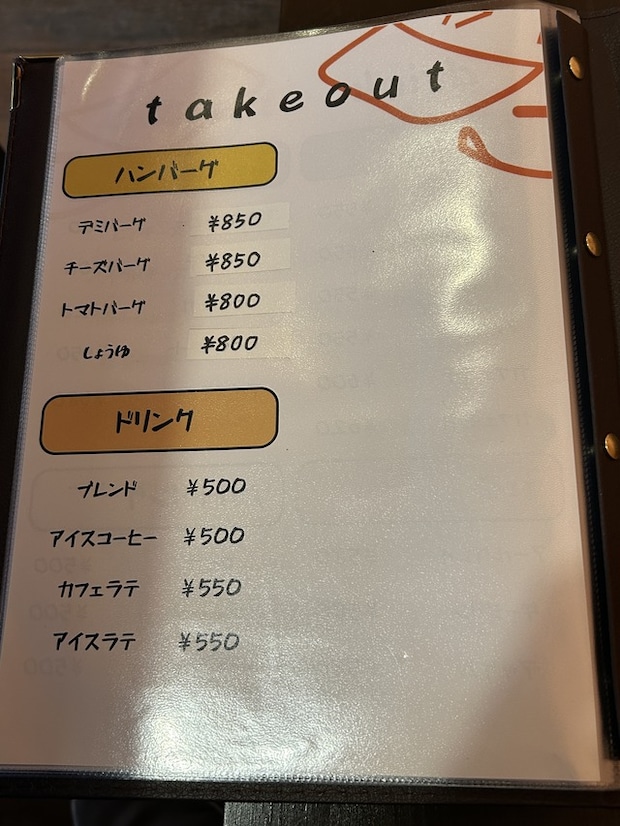 takeout
ハンバーグ
デミバーグ ¥850
チーズバーグ ¥850
トマトバーグ ¥800
しょうゆ ¥800
ドリンク
ブレンド ¥500
アイスコーヒー ¥500
カフェラテ ¥550
アイスラテ ¥550